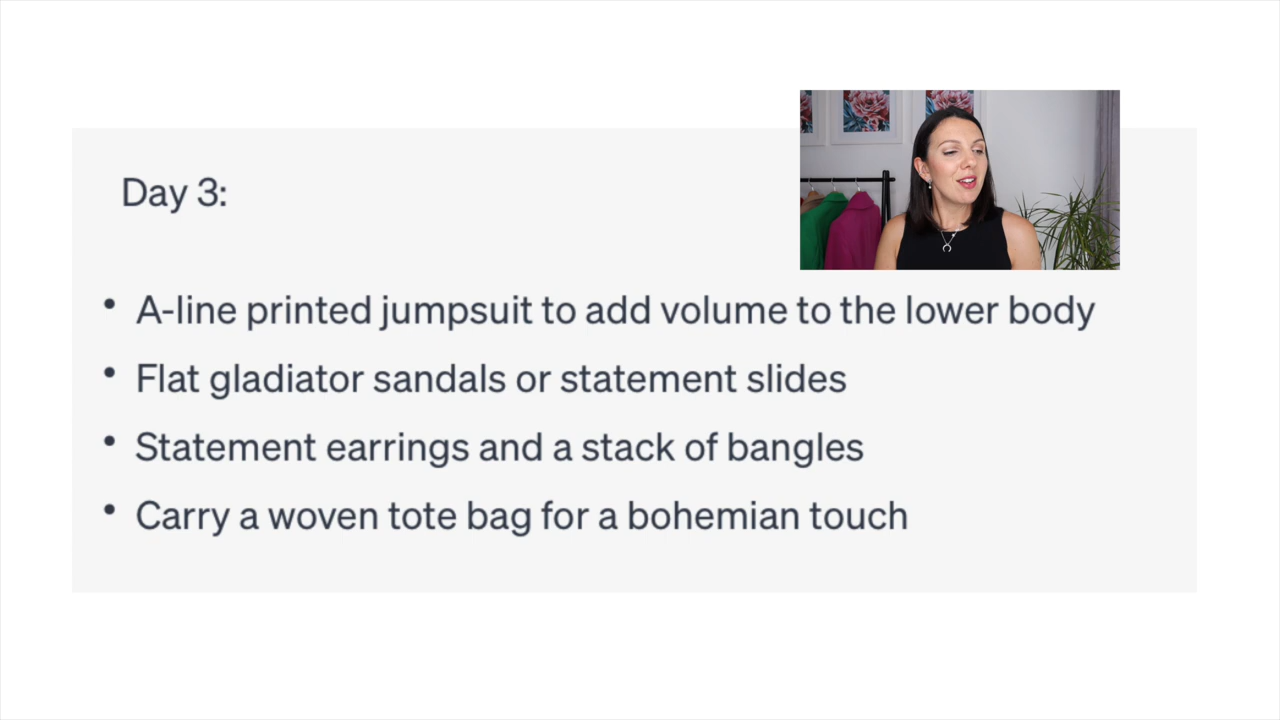 Day 3:
• A-line printed jumpsuit to add volume to the lower body
• Flat gladiator sandals or statement slides
• Statement earrings and a stack of bangles
• Carry a woven tote bag for a bohemian touch